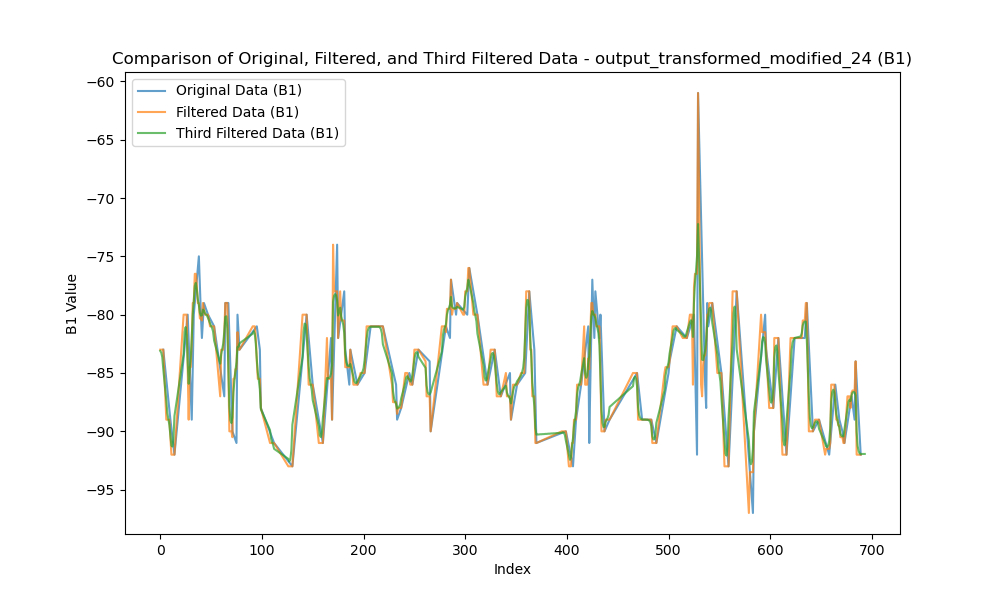 Comparison of Original, Filtered, and Third Filtered Data - output_transformed_modified_24 (B1)
Original Data (B1)
Filtered Data (B1)
Third Filtered Data (B1)
B1 Value
−60
−65
−70
−75
−80
−85
−90
−95
0
100
200
300
400
500
600
700
Index